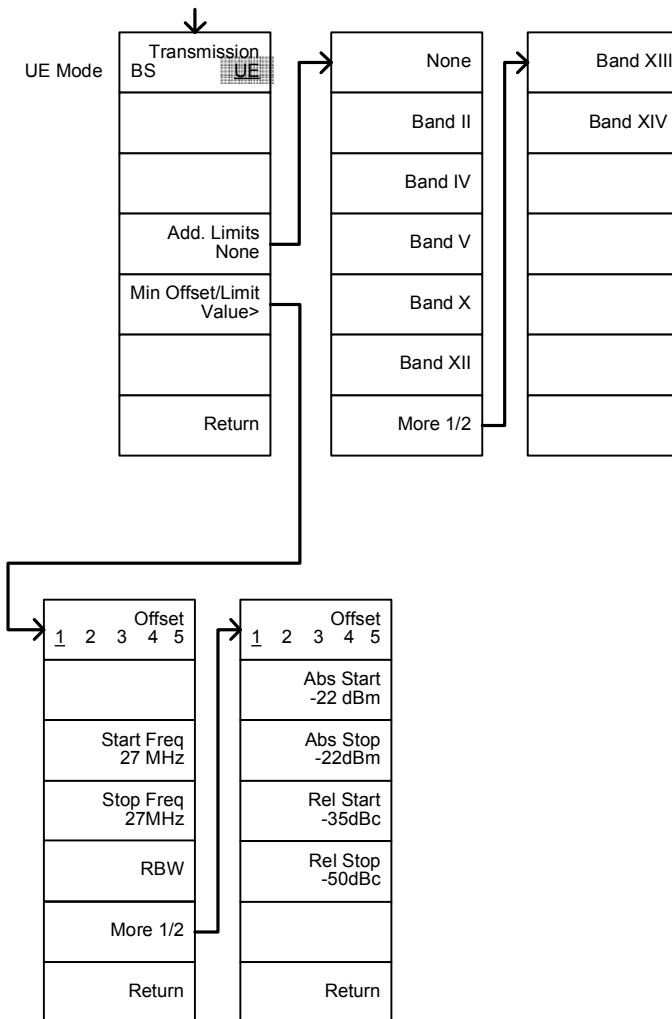 UE Mode
Transmission
BS UE
Add. Limits
None
Min Offset/Limit
Value>
Return
None
Band II
Band IV
Band V
Band X
Band XII
More 1/2
Band XIII
Band XIV
Offset
1 2 3 4 5
Start Freq
27 MHz
Stop Freq
27MHz
RBW
More 1/2
Return
Offset
1 2 3 4 5
Abs Start
-22 dBm
Abs Stop
-22dBm
Rel Start
-35dBc
Rel Stop
-50dBc
Return